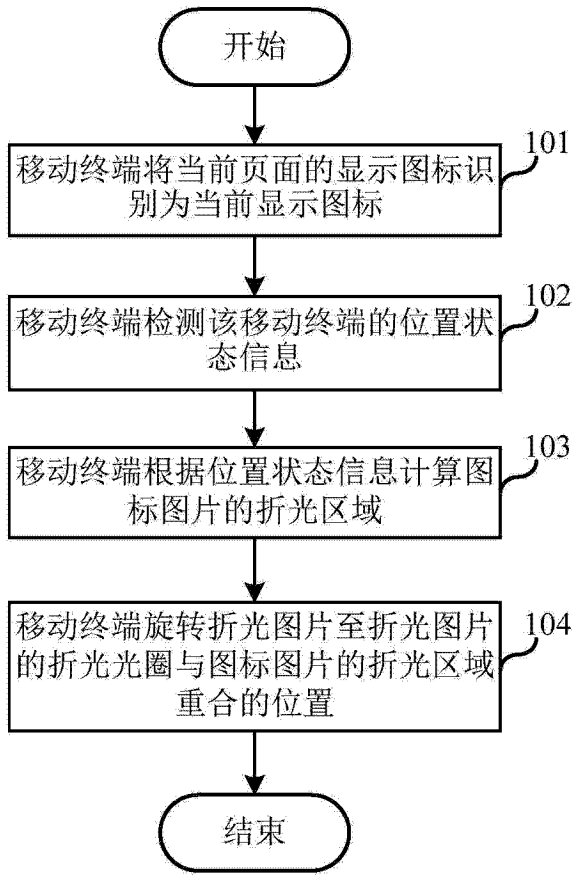 开始
101
移动终端将当前页面的显示图标识
别为当前显示图标
102
移动终端检测该移动终端的位置状
态信息
103
移动终端根据位置状态信息计算图
标图片的折光区域
104
移动终端旋转折光图片至折光图片
的折光光圈与图标图片的折光区域
重合的位置
结束